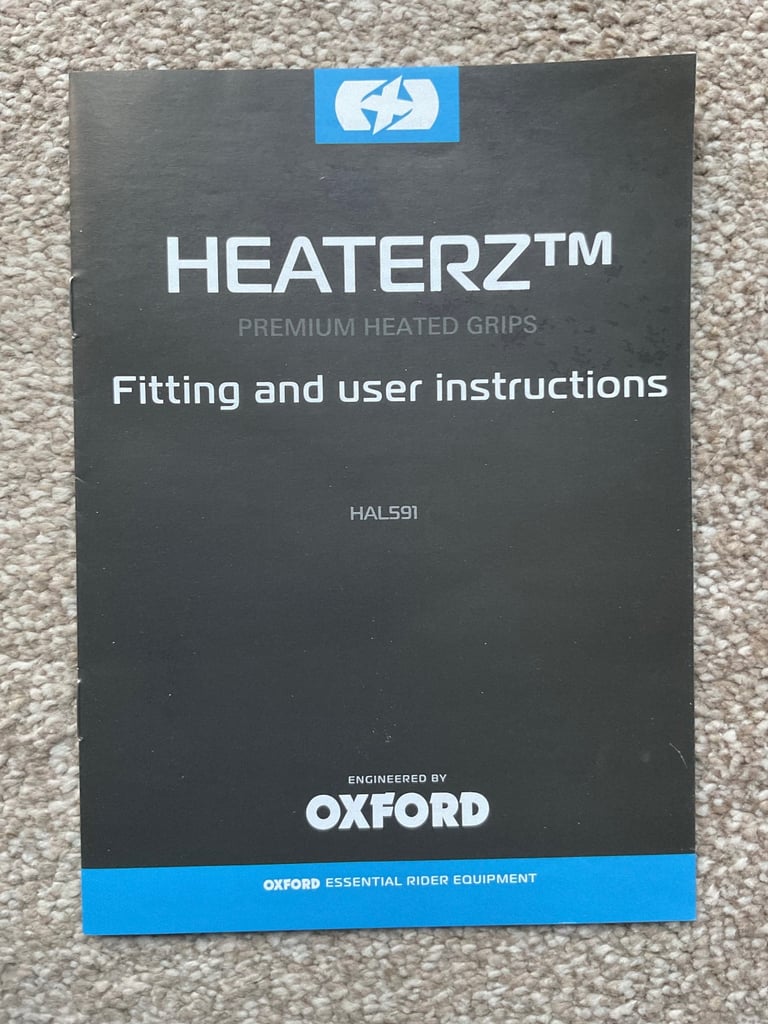 HEATERZ™
PREMIUM HEATED GRIPS
Fitting and user instructions
HAL591
ENGINEERED BY
OXFORD
OXFORD ESSENTIAL RIDER EQUIPMENT